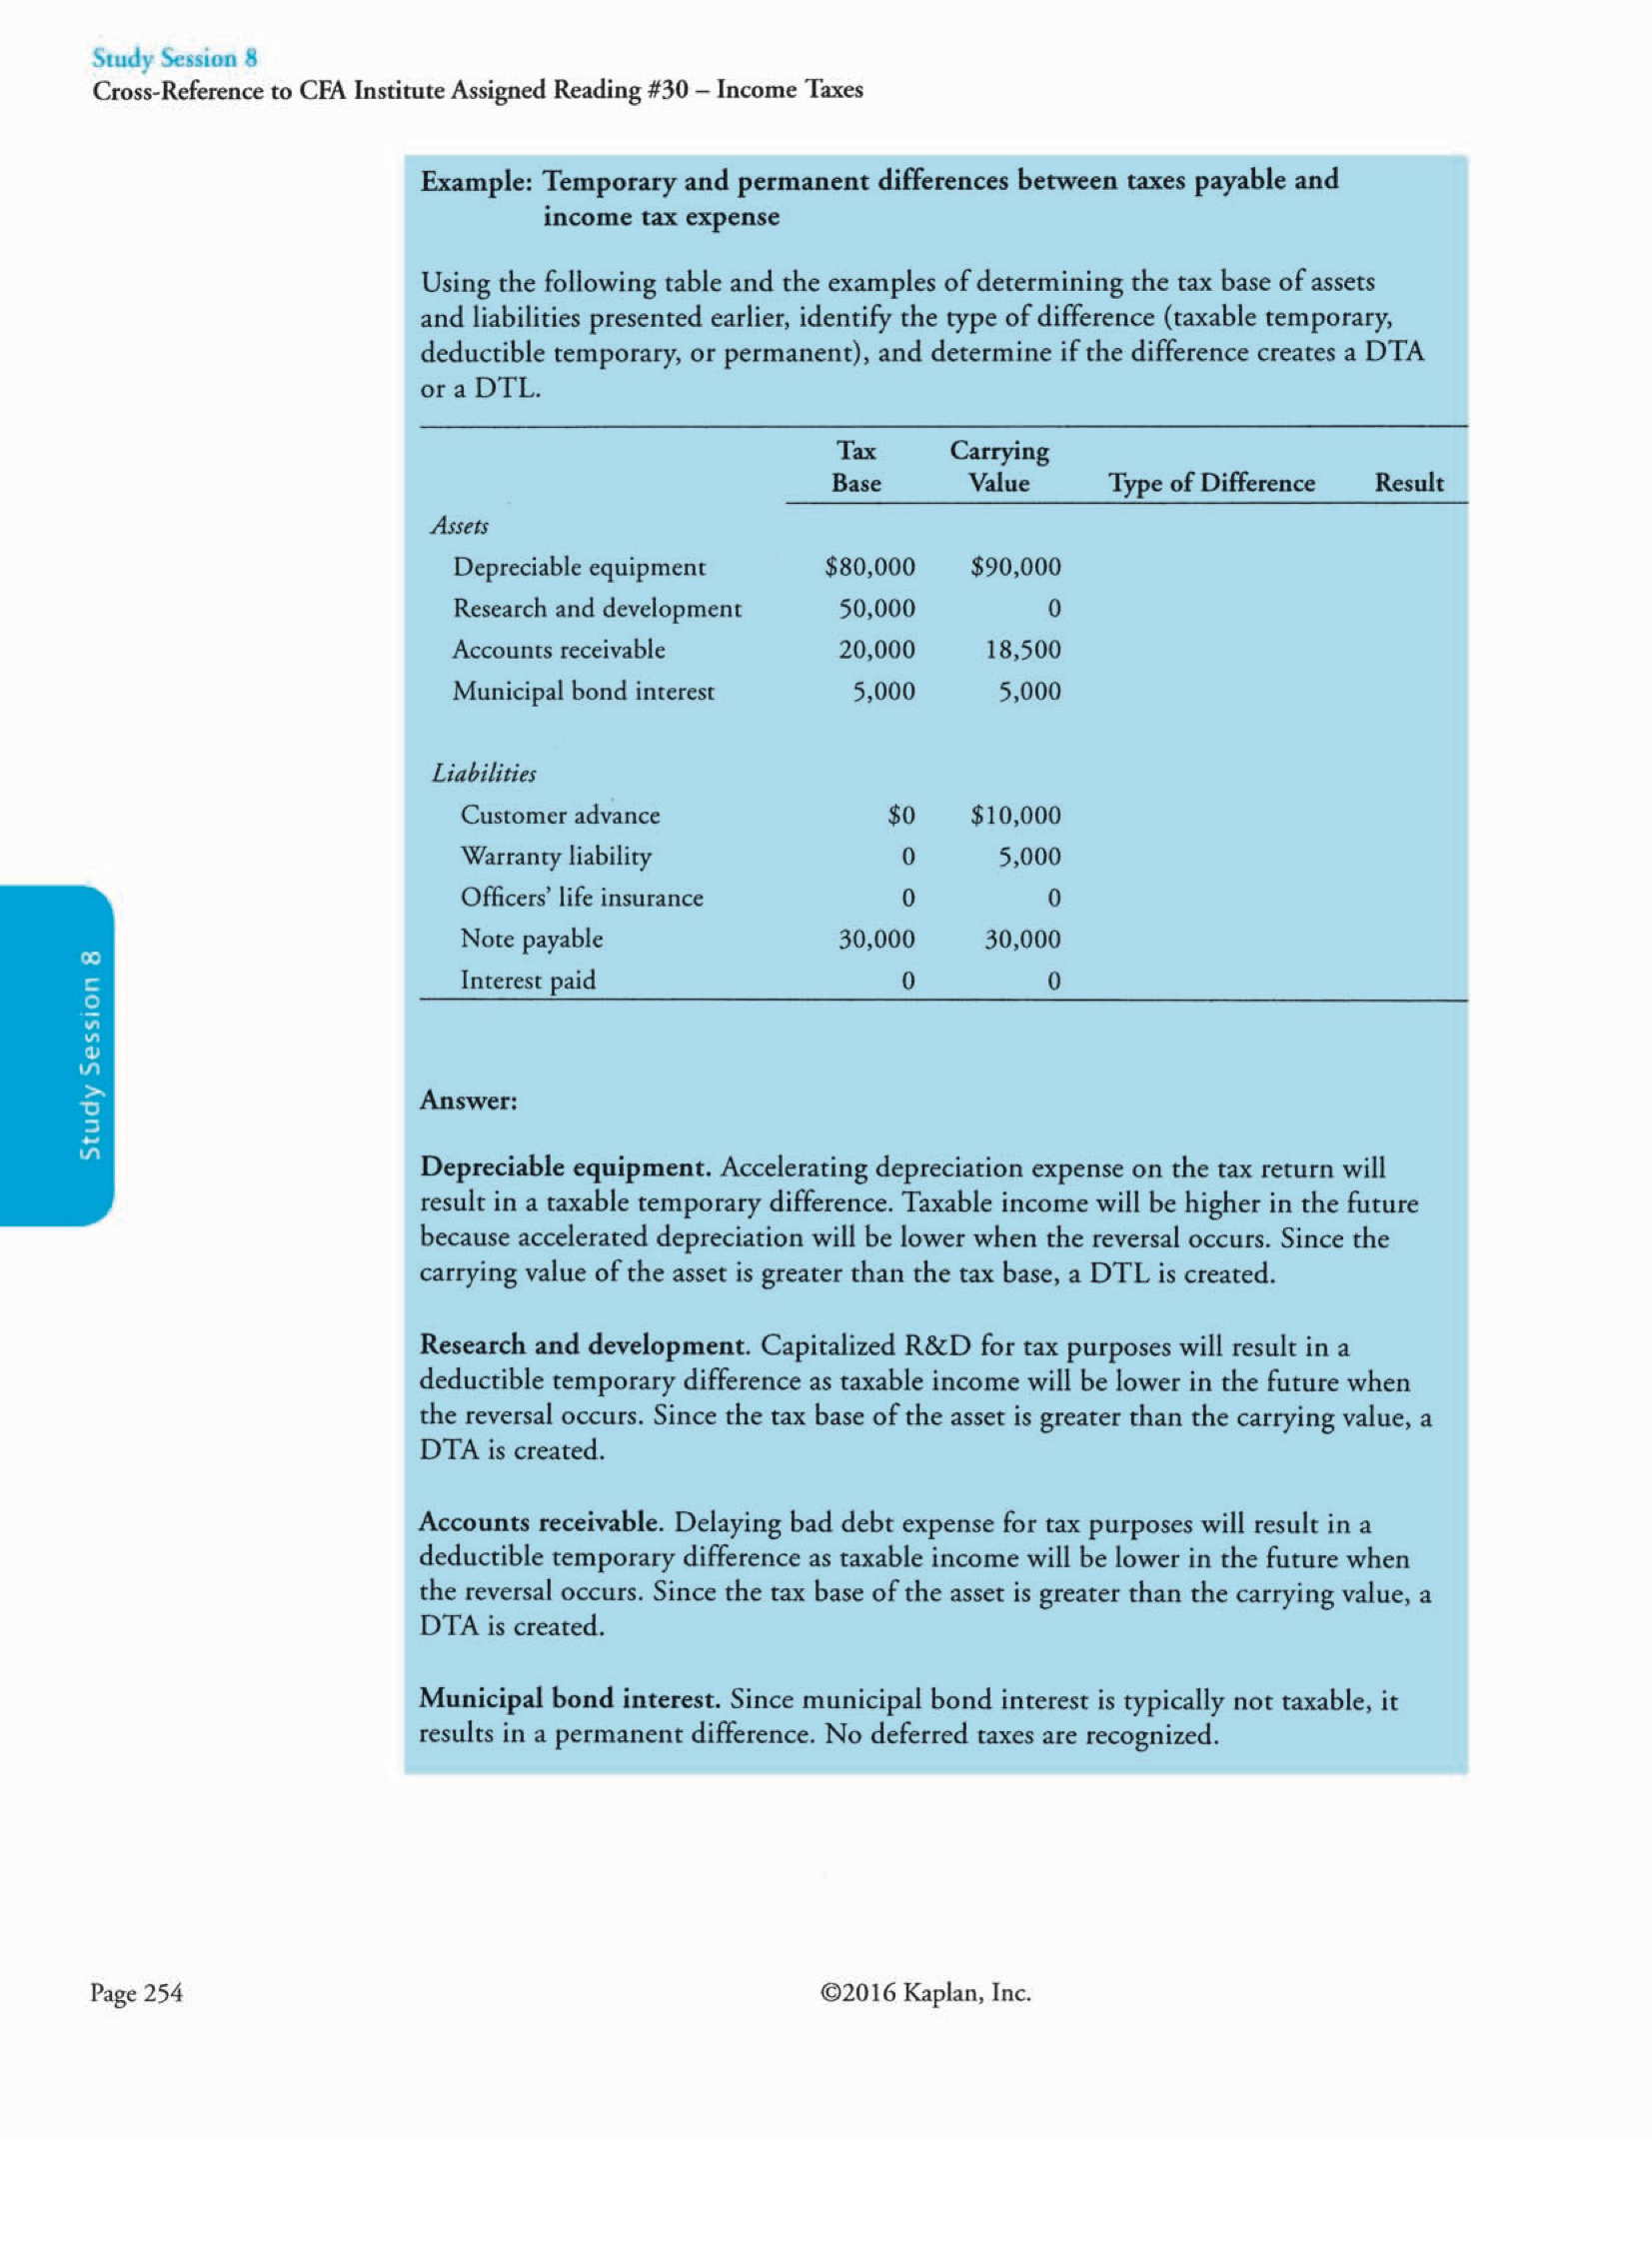 Study Session 8
Cross-Reference to CFA Institute Assigned Reading #30 – Income Taxes
Example: Temporary and permanent differences between taxes payable and
income tax expense
Using the following table and the examples of determining the tax base of assets
and liabilities presented earlier, identify the type of difference (taxable temporary,
deductible temporary, or permanent), and determine if the difference creates a DTA
or a DTL.
Tax Carrying
Base Value Type of Difference Result
Assets
Depreciable equipment $80,000 $90,000
Research and development 50,000 0
Accounts receivable 20,000 18,500
Municipal bond interest 5,000 5,000
Liabilities
Customer advance $0 $10,000
Warranty liability 0 5,000
Officers’ life insurance 0 0
Note payable 30,000 30,000
Interest paid 0 0
Study Session 8
Answer:
Depreciable equipment. Accelerating depreciation expense on the tax return will
result in a taxable temporary difference. Taxable income will be higher in the future
because accelerated depreciation will be lower when the reversal occurs. Since the
carrying value of the asset is greater than the tax base, a DTL is created.
Research and development. Capitalized R&D for tax purposes will result in a
deductible temporary difference as taxable income will be lower in the future when
the reversal occurs. Since the tax base of the asset is greater than the carrying value, a
DTA is created.
Accounts receivable. Delaying bad debt expense for tax purposes will result in a
deductible temporary difference as taxable income will be lower in the future when
the reversal occurs. Since the tax base of the asset is greater than the carrying value, a
DTA is created.
Municipal bond interest. Since municipal bond interest is typically not taxable, it
results in a permanent difference. No deferred taxes are recognized.
Page 254 ©2016 Kaplan, Inc.